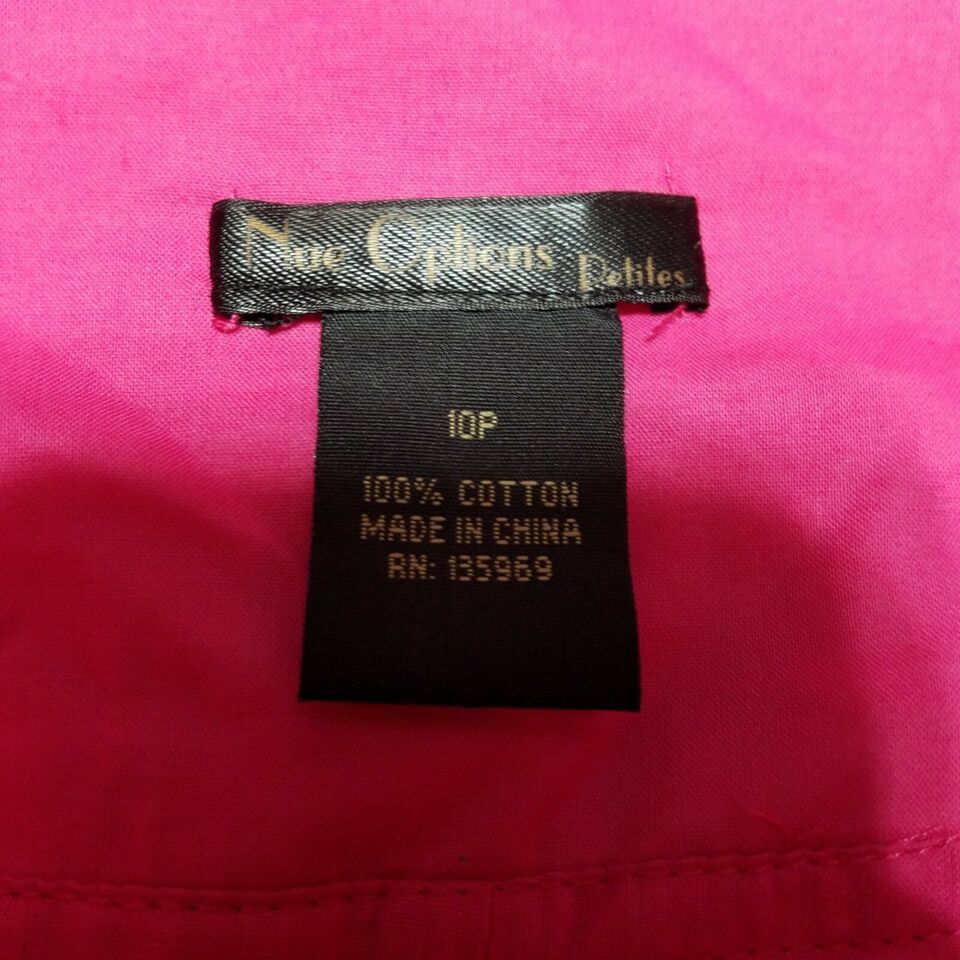 Nue Options Petites
10P
100% COTTON
MADE IN CHINA
RN: 135969